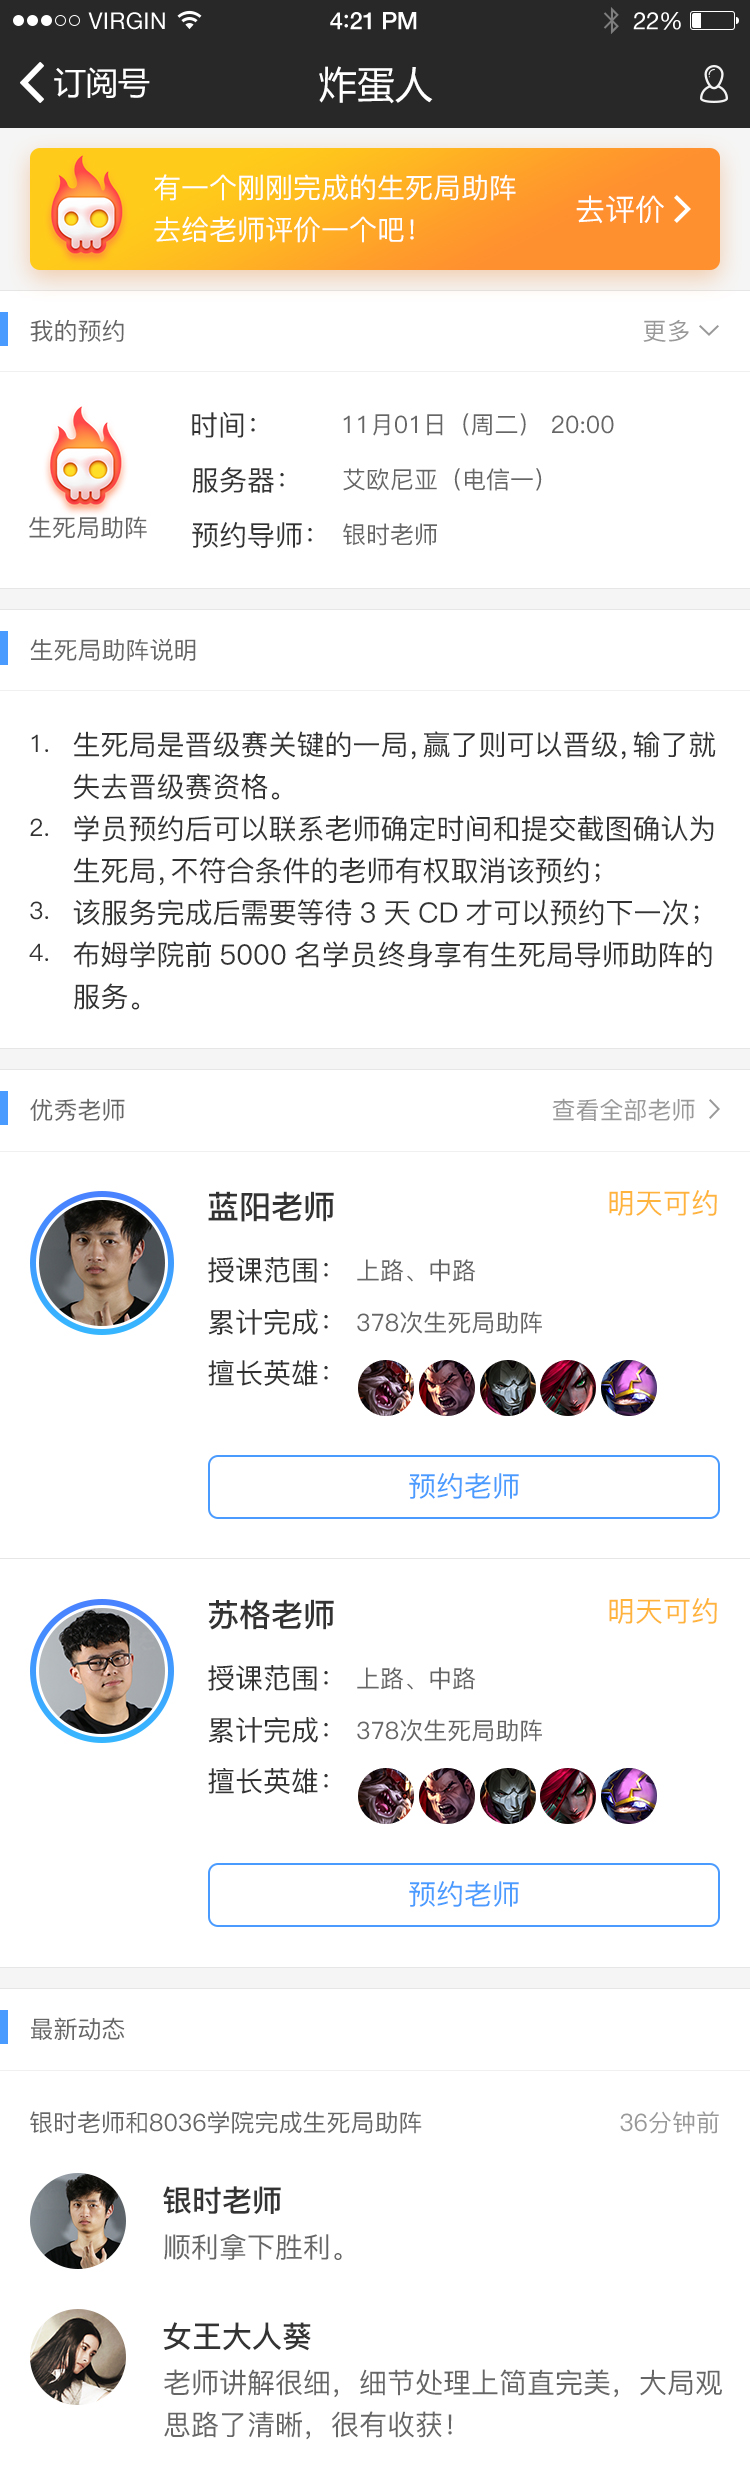 VIRGIN 4:21 PM 22%
订阅号 炸蛋人
有一个刚刚完成的生死局助阵
去给老师评价一个吧！
去评价
我的预约 更多
生死局助阵
时间： 11月01日（周二） 20:00
服务器： 艾欧尼亚（电信一）
预约导师： 银时老师
生死局助阵说明
1. 生死局是晋级赛关键的一局，赢了则可以晋级，输了就
失去晋级赛资格。
2. 学员预约后可以联系老师确定时间和提交截图确认为
生死局，不符合条件的老师有权取消该预约；
3. 该服务完成后需要等待 3 天 CD 才可以预约下一次；
4. 布姆学院前 5000 名学员终身享有生死局导师助阵的
服务。
优秀老师 查看全部老师
蓝阳老师 明天可约
授课范围： 上路、中路
累计完成： 378次生死局助阵
擅长英雄：
预约老师
苏格老师 明天可约
授课范围： 上路、中路
累计完成： 378次生死局助阵
擅长英雄：
预约老师
最新动态
银时老师和8036学院完成生死局助阵 36分钟前
银时老师
顺利拿下胜利。
女王大人葵
老师讲解很细，细节处理上简直完美，大局观
思路了清晰，很有收获！